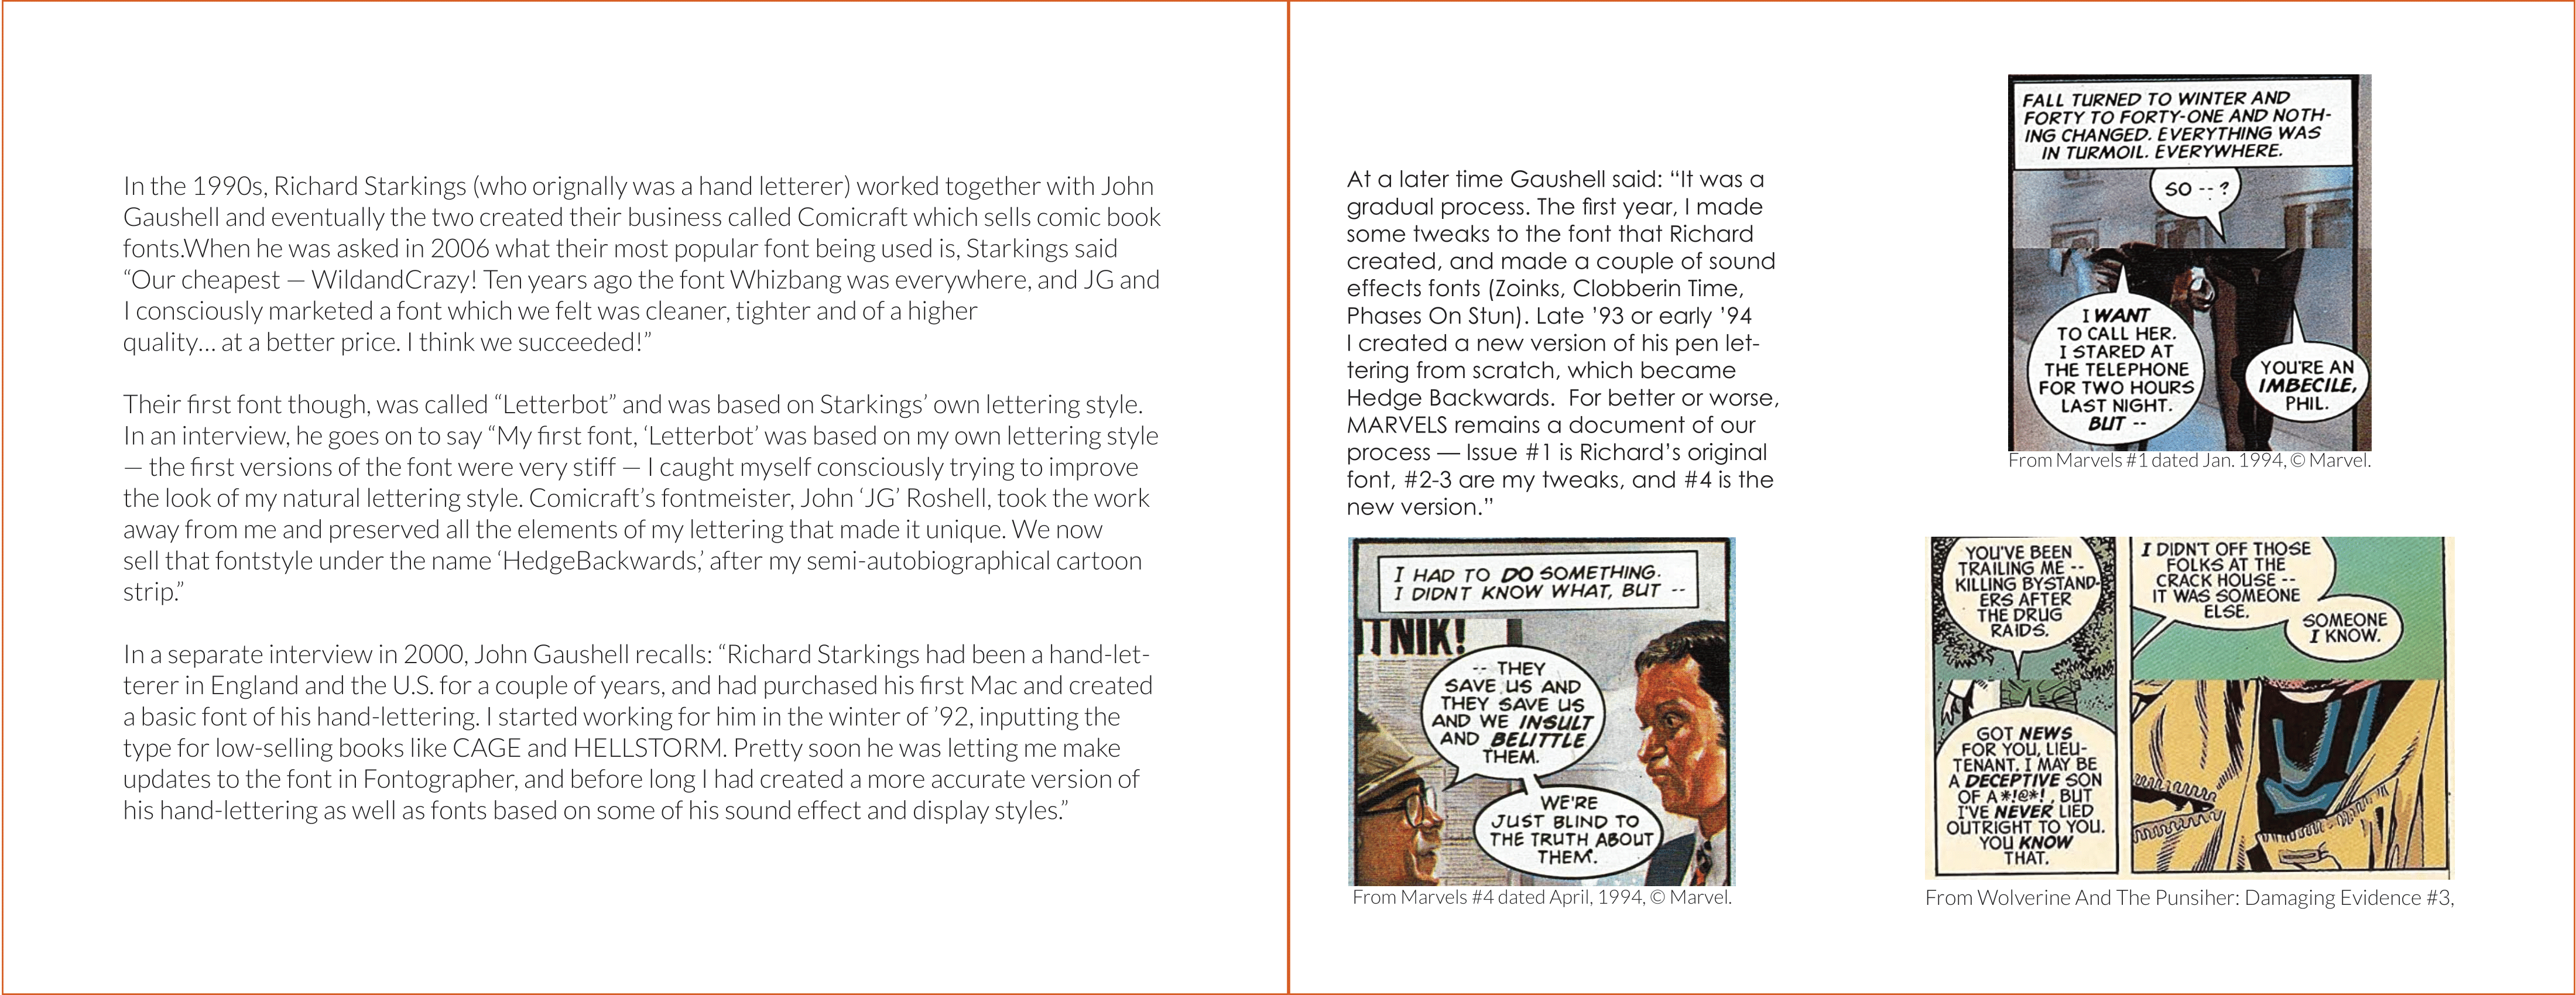 In the 1990s, Richard Starkings (who orignally was a hand letterer) worked together with John
Gaushell and eventually the two created their business called Comicraft which sells comic book
fonts.When he was asked in 2006 what their most popular font being used is, Starkings said
“Our cheapest — WildandCrazy! Ten years ago the font Whizbang was everywhere, and JG and
I consciously marketed a font which we felt was cleaner, tighter and of a higher
quality… at a better price. I think we succeeded!”
Their first font though, was called “Letterbot” and was based on Starkings’ own lettering style.
In an interview, he goes on to say “My first font, ‘Letterbot’ was based on my own lettering style
— the first versions of the font were very stiff — I caught myself consciously trying to improve
the look of my natural lettering style. Comicraft’s fontmeister, John ‘JG’ Roshell, took the work
away from me and preserved all the elements of my lettering that made it unique. We now
sell that fontstyle under the name ‘HedgeBackwards,’ after my semi-autobiographical cartoon
strip.”
In a separate interview in 2000, John Gaushell recalls: “Richard Starkings had been a hand-let-
terer in England and the U.S. for a couple of years, and had purchased his first Mac and created
a basic font of his hand-lettering. I started working for him in the winter of ’92, inputting the
type for low-selling books like CAGE and HELLSTORM. Pretty soon he was letting me make
updates to the font in Fontographer, and before long I had created a more accurate version of
his hand-lettering as well as fonts based on some of his sound effect and display styles.”
At a later time Gaushell said: “It was a
gradual process. The first year, I made
some tweaks to the font that Richard
created, and made a couple of sound
effects fonts (Zoinks, Clobberin Time,
Phases On Stun). Late ’93 or early ’94
I created a new version of his pen let-
tering from scratch, which became
Hedge Backwards.  For better or worse,
MARVELS remains a document of our
process — Issue #1 is Richard’s original
font, #2-3 are my tweaks, and #4 is the
new version.”
FALL TURNED TO WINTER AND
FORTY TO FORTY-ONE AND NOTH-
ING CHANGED. EVERYTHING WAS
IN TURMOIL. EVERYWHERE.
SO -- ?
I WANT
TO CALL HER.
I STARED AT
THE TELEPHONE
FOR TWO HOURS
LAST NIGHT.
BUT --
YOU'RE AN
IMBECILE,
PHIL.
From Marvels #1 dated Jan. 1994, © Marvel.
I HAD TO DO SOMETHING.
I DIDN'T KNOW WHAT, BUT --
TNIK!
-- THEY
SAVE US AND
THEY SAVE US
AND WE INSULT
AND BELITTLE
THEM.
WE'RE
JUST BLIND TO
THE TRUTH ABOUT
THEM.
From Marvels #4 dated April, 1994, © Marvel.
YOU'VE BEEN
TRAILING ME --
KILLING BYSTAND-
ERS AFTER
THE DRUG
RAIDS.
GOT NEWS
FOR YOU, LIEU-
TENANT. I MAY BE
A DECEPTIVE SON
OF A *!@*!, BUT
I'VE NEVER LIED
OUTRIGHT TO YOU.
YOU KNOW
THAT.
I DIDN'T OFF THOSE
FOLKS AT THE
CRACK HOUSE --
IT WAS SOMEONE
ELSE.
SOMEONE
I KNOW.
From Wolverine And The Punsiher: Damaging Evidence #3,